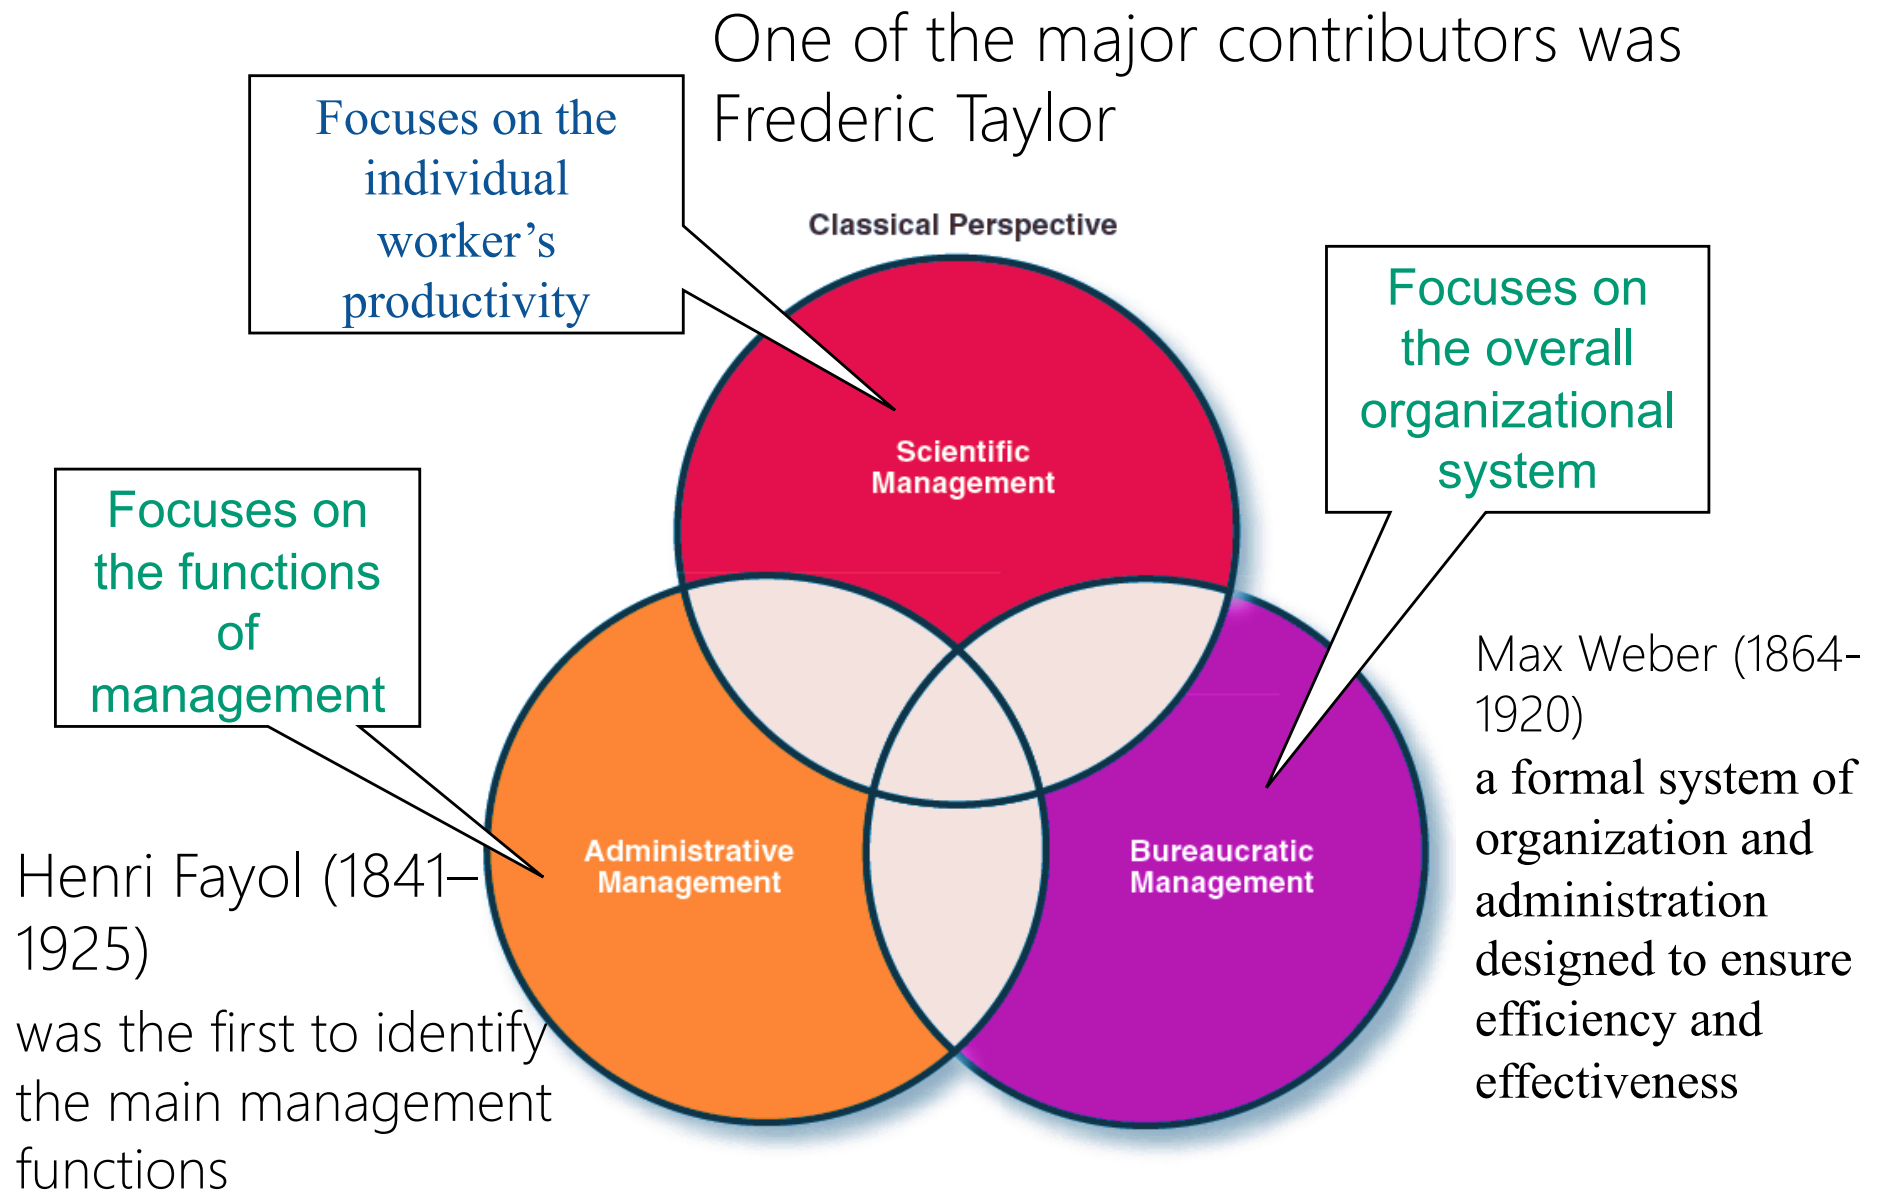 One of the major contributors was
Frederic Taylor
Focuses on the
individual
worker’s
productivity
Classical Perspective
Focuses on
the overall
organizational
system
Scientific
Management
Focuses on
the functions
of
management
Max Weber (1864-
1920)
a formal system of
organization and
administration
designed to ensure
efficiency and
effectiveness
Administrative
Management
Bureaucratic
Management
Henri Fayol (1841–
1925)
was the first to identify
the main management
functions